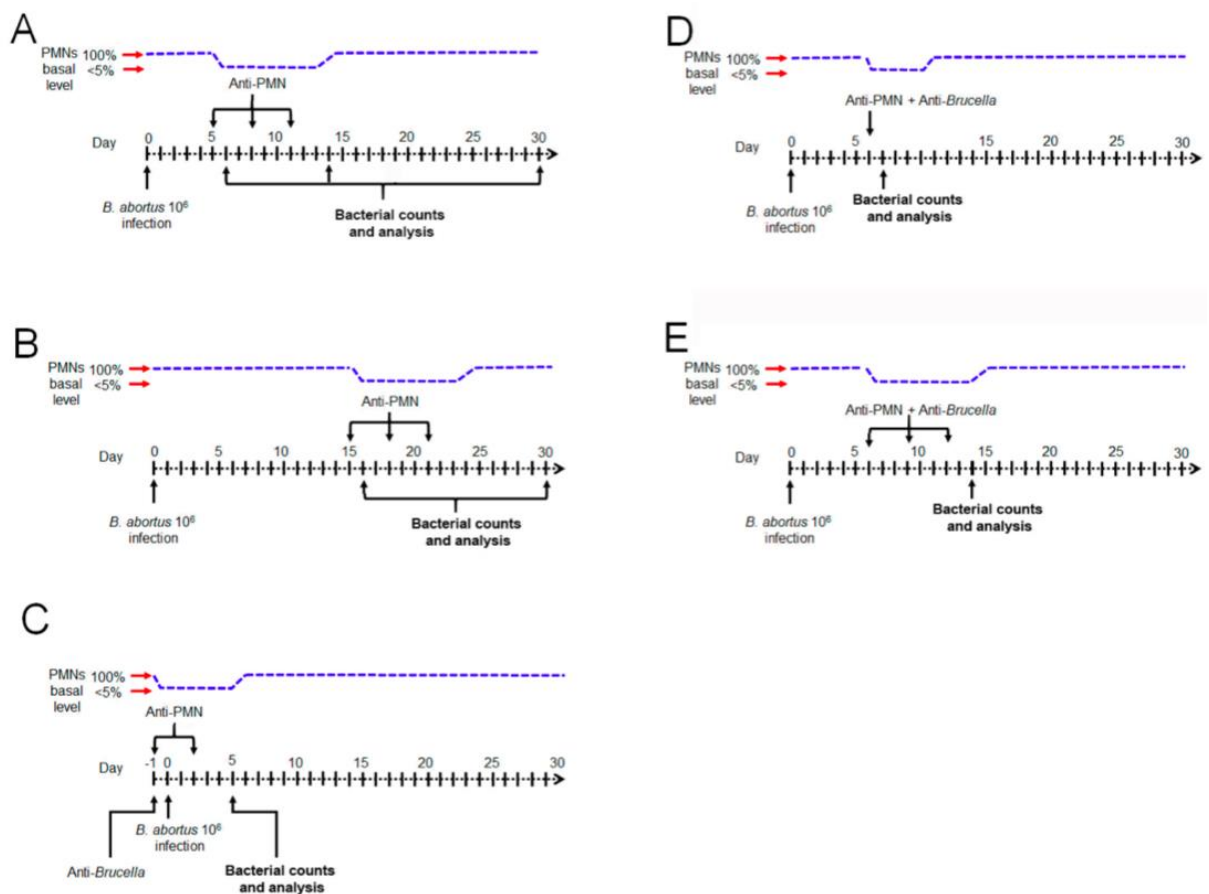 A
PMNs 100%
basal <5%
level
Anti-PMN
Day 0 5 10 15 20 25 30
B. abortus 10⁶
infection
Bacterial counts
and analysis
B
PMNs 100%
basal <5%
level
Anti-PMN
Day 0 5 10 15 20 25 30
B. abortus 10⁶
infection
Bacterial counts
and analysis
C
PMNs 100%
basal <5%
level
Anti-PMN
Day -1 0 5 10 15 20 25 30
B. abortus 10⁶
infection
Anti-Brucella
Bacterial counts
and analysis
D
PMNs 100%
basal <5%
level
Anti-PMN + Anti-Brucella
Day 0 5 15 20 25 30
B. abortus 10⁶
infection
Bacterial counts
and analysis
E
PMNs 100%
basal <5%
level
Anti-PMN + Anti-Brucella
Day 0 5 15 20 25 30
B. abortus 10⁶
infection
Bacterial counts
and analysis